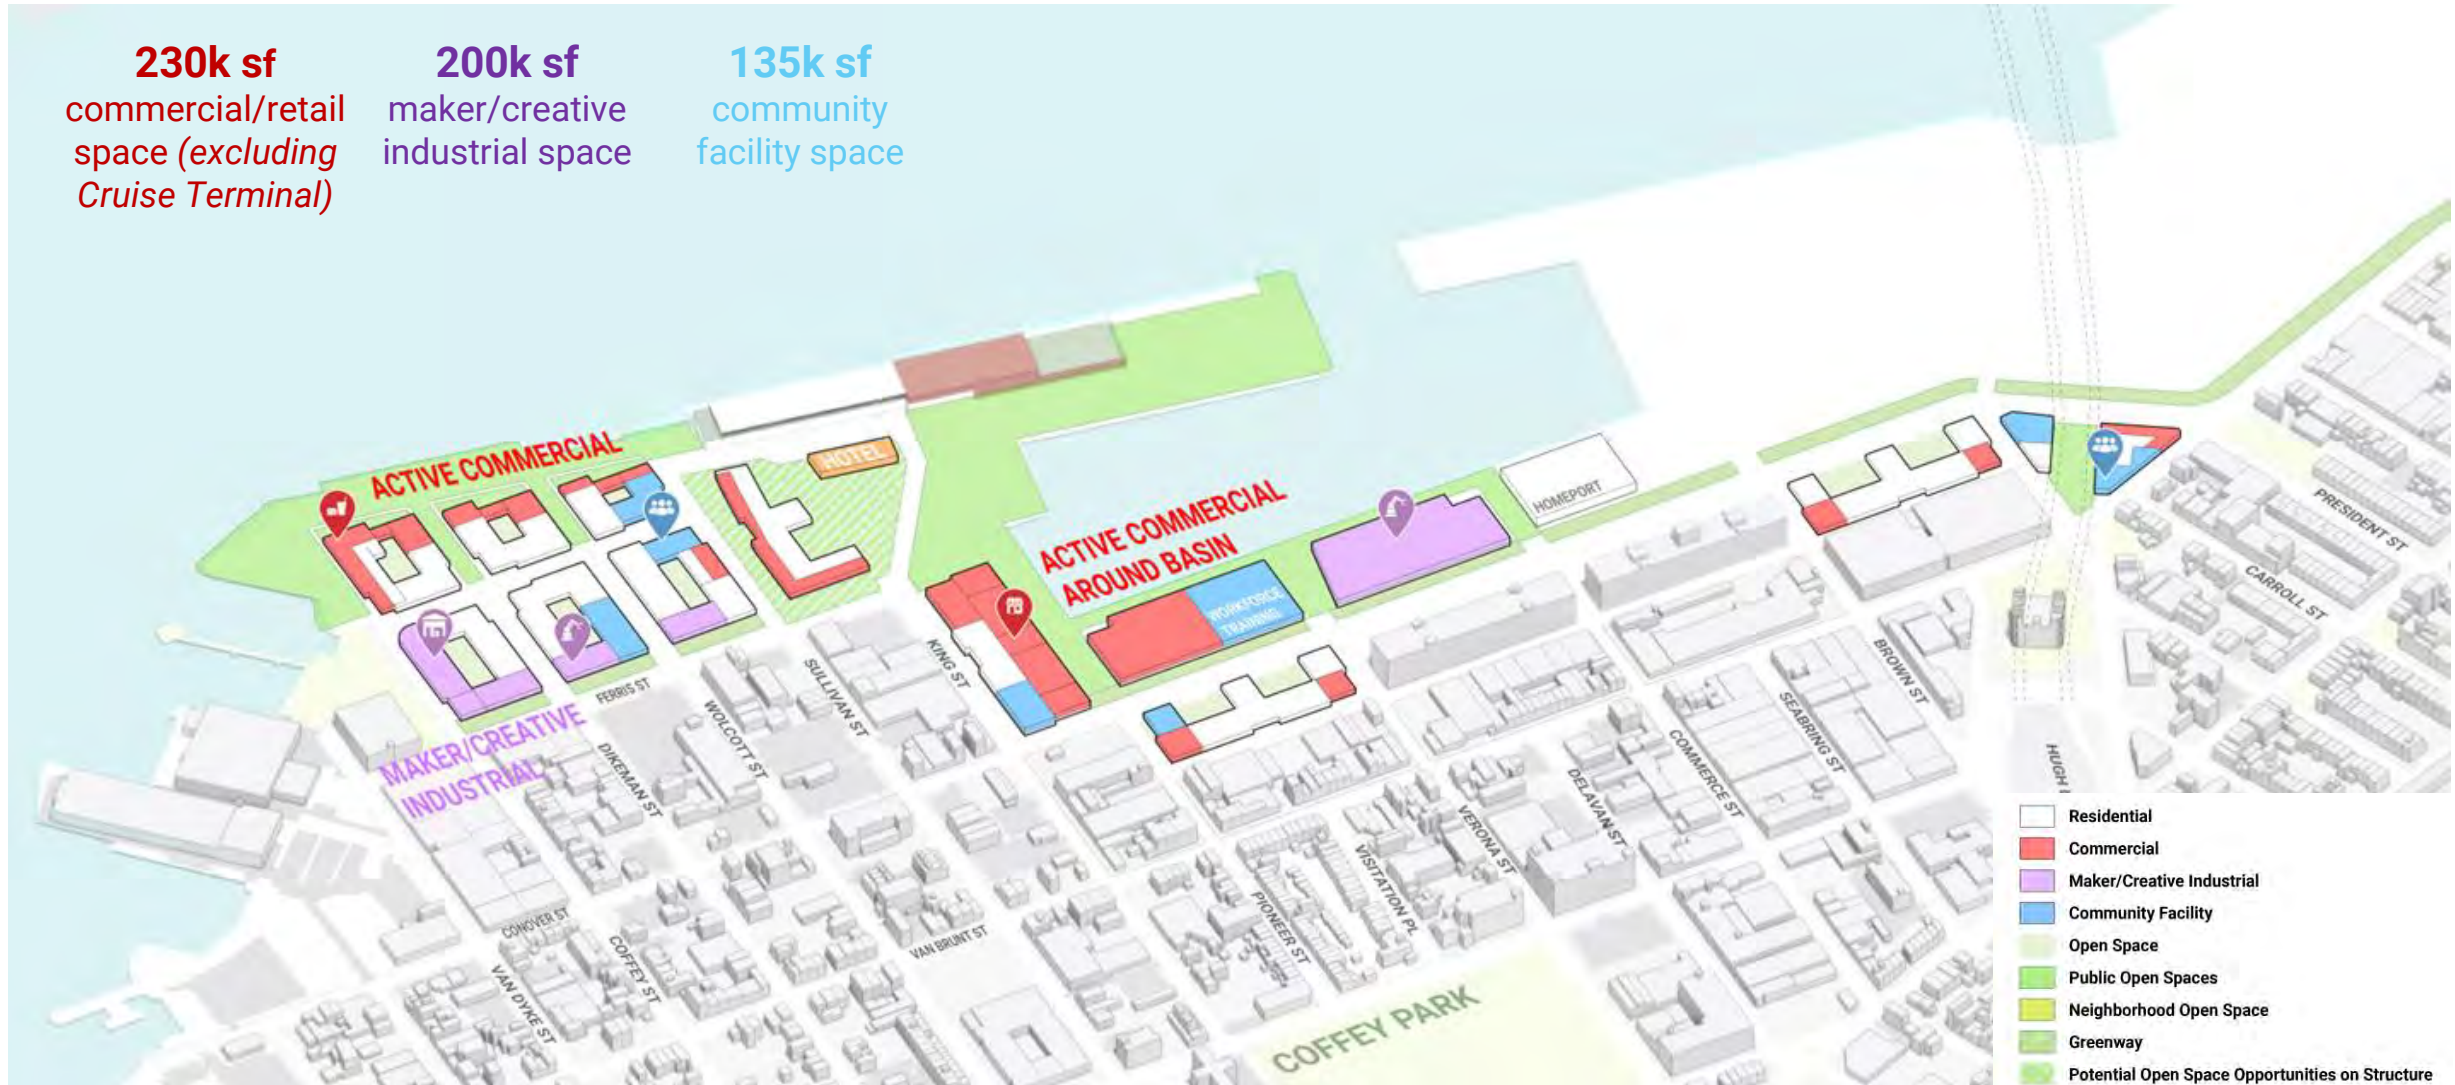 230k sf
commercial/retail
space (excluding
Cruise Terminal)
200k sf
maker/creative
industrial space
135k sf
community
facility space
ACTIVE COMMERCIAL
HOTEL
ACTIVE COMMERCIAL
AROUND BASIN
WORKFORCE
TRAINING
HOMEPORT
MAKER/CREATIVE
INDUSTRIAL
FERRIS ST
DIKEMAN ST
WOLCOTT ST
SULLIVAN ST
KING ST
CONOVER ST
COFFEY ST
VAN DYKE ST
VAN BRUNT ST
PIONEER ST
VISITATION PL
VERONA ST
DELAVAN ST
COMMERCE ST
SEABRING ST
BROWN ST
PRESIDENT ST
CARROLL ST
HUGH
COFFEY PARK
Residential
Commercial
Maker/Creative Industrial
Community Facility
Open Space
Public Open Spaces
Neighborhood Open Space
Greenway
Potential Open Space Opportunities on Structure